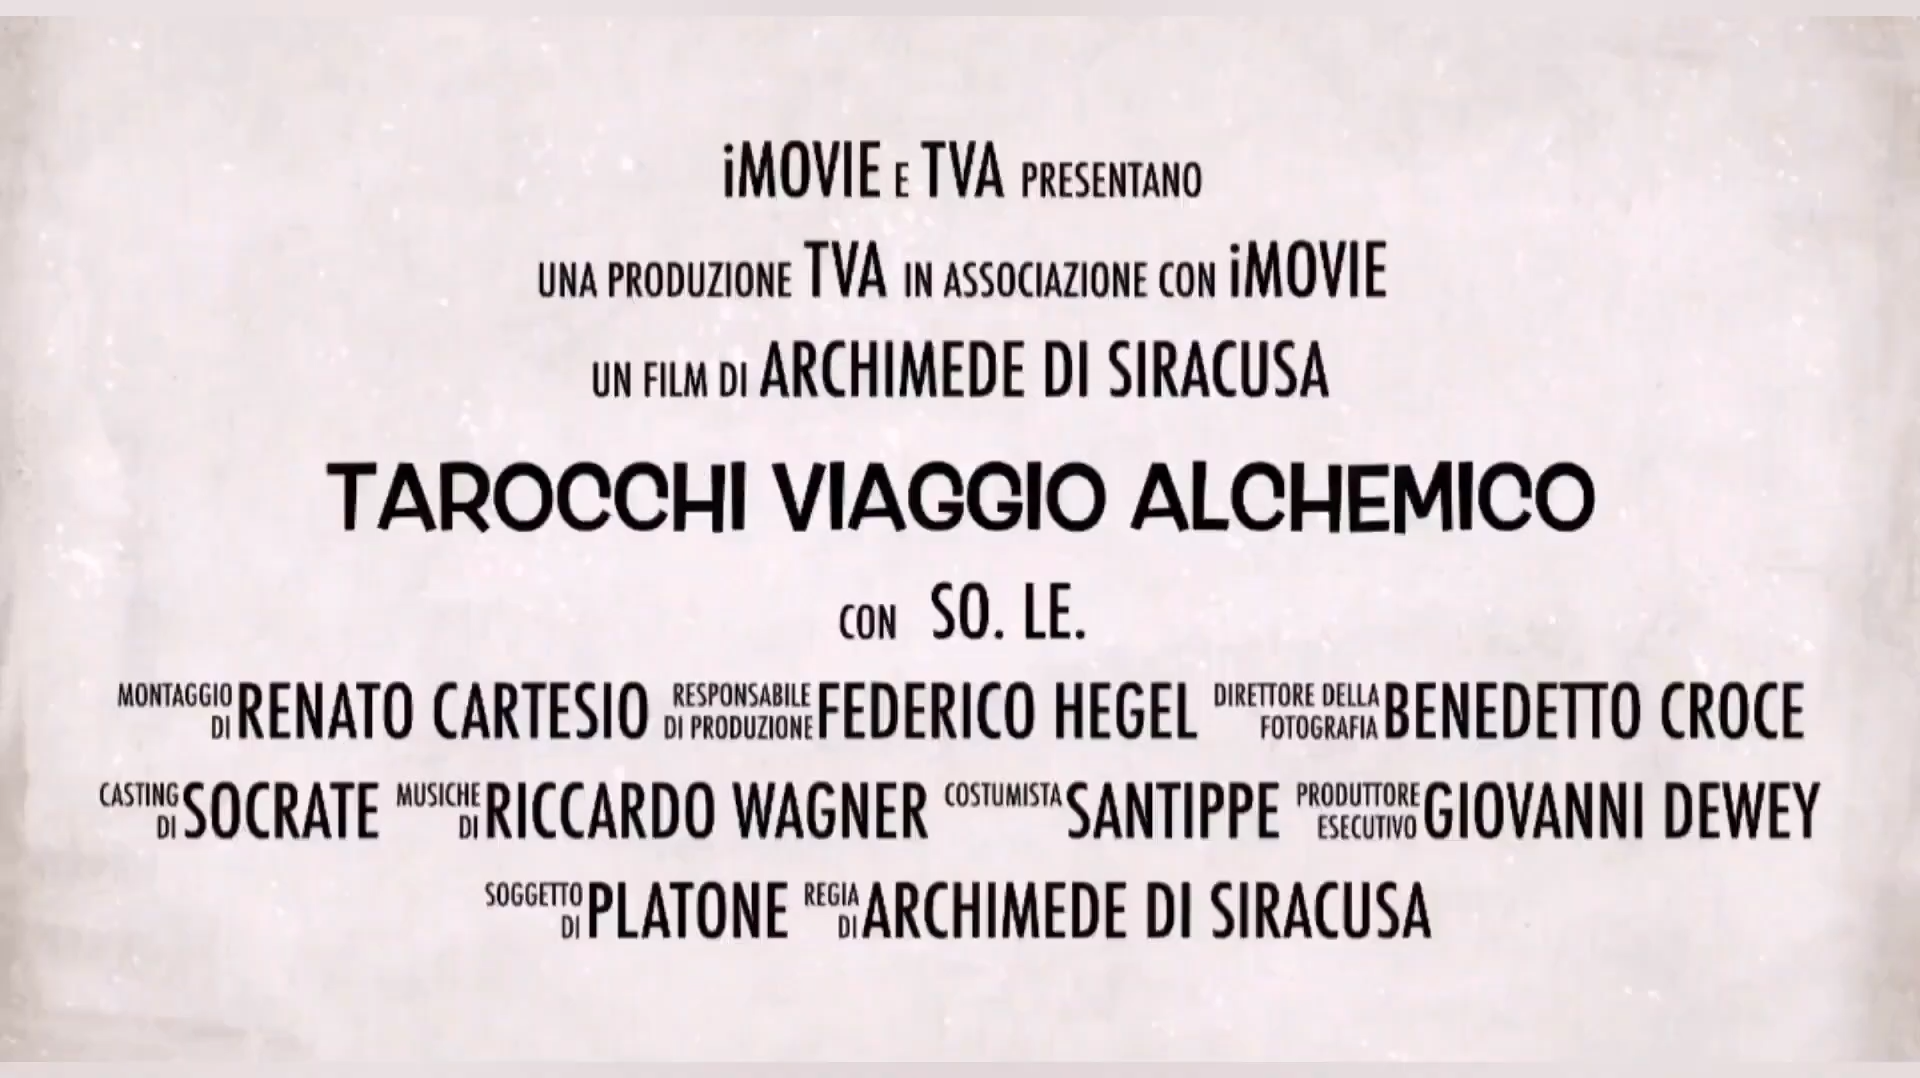 iMOVIE E TVA PRESENTANO
UNA PRODUZIONE TVA IN ASSOCIAZIONE CON iMOVIE
UN FILM DI ARCHIMEDE DI SIRACUSA
TAROCCHI VIAGGIO ALCHEMICO
CON SO. LE.
MONTAGGIO DI RENATO CARTESIO RESPONSABILE DI PRODUZIONE FEDERICO HEGEL DIRETTORE DELLA FOTOGRAFIA BENEDETTO CROCE
CASTING DI SOCRATE MUSICHE DI RICCARDO WAGNER COSTUMISTA SANTIPPE PRODUTTORE ESECUTIVO GIOVANNI DEWEY
SOGGETTO DI PLATONE REGIA DI ARCHIMEDE DI SIRACUSA